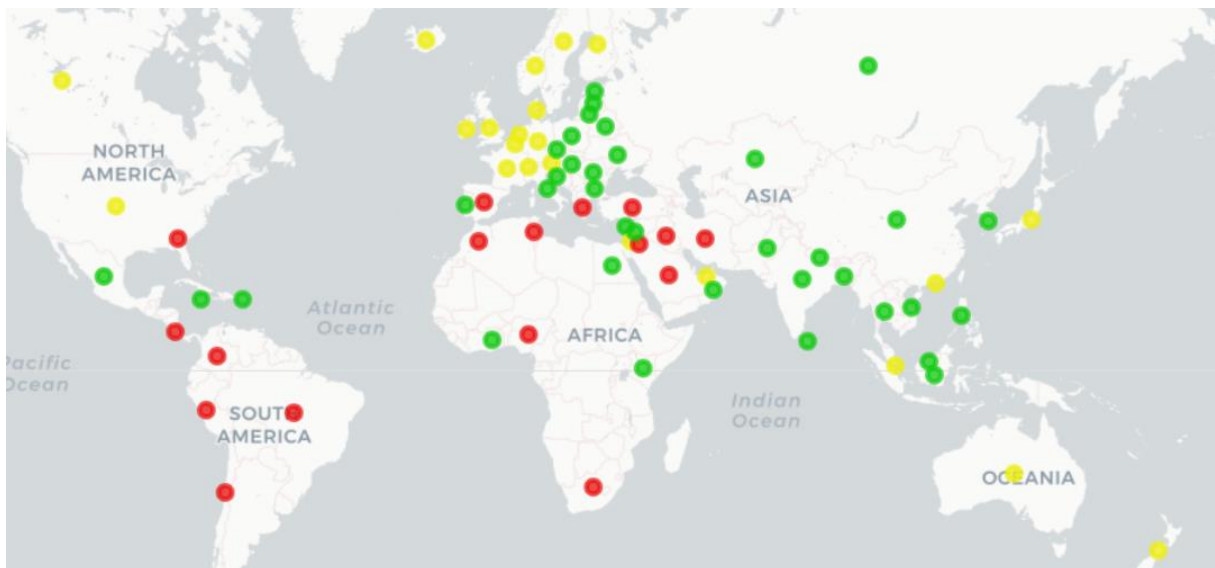 NORTH
AMERICA
ASIA
Atlantic
Ocean
AFRICA
Pacific
Ocean
Indian
Ocean
SOUTH
AMERICA
OCEANIA